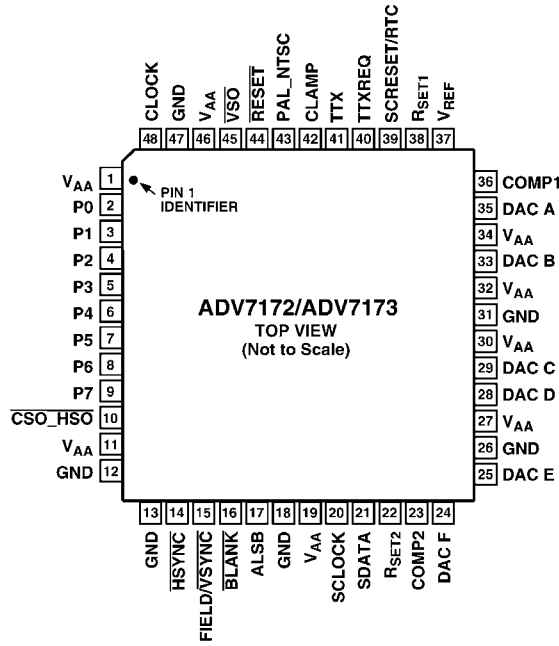 CLOCK
GND
VAA
VSO
RESET
PAL_NTSC
CLAMP
TTX
TTXREQ
SCRESET/RTC
RSET1
VREF
48 47 46 45 44 43 42 41 40 39 38 37
VAA 1
P0 2
P1 3
P2 4
P3 5
P4 6
P5 7
P6 8
P7 9
CSO_HSO 10
VAA 11
GND 12
PIN 1
IDENTIFIER
ADV7172/ADV7173
TOP VIEW
(Not to Scale)
36 COMP1
35 DAC A
34 VAA
33 DAC B
32 VAA
31 GND
30 VAA
29 DAC C
28 DAC D
27 VAA
26 GND
25 DAC E
13 14 15 16 17 18 19 20 21 22 23 24
GND
HSYNC
FIELD/VSYNC
BLANK
ALSB
GND
VAA
SCLOCK
SDATA
RSET2
COMP2
DAC F